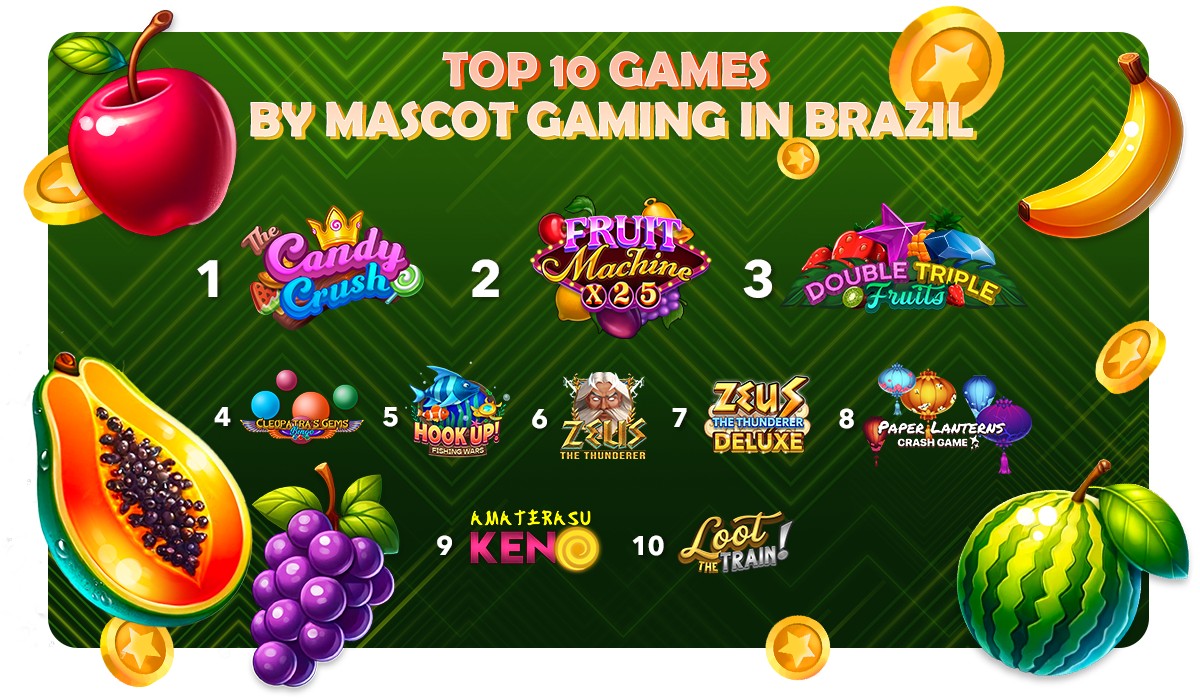 TOP 10 GAMES
BY MASCOT GAMING IN BRAZIL
1
The
Candy
Crush
2
FRUIT
Machine
X25
3
DOUBLE TRIPLE
Fruits
4
CLEOPATRA'S GEMS
Bingo
5
HOOK UP!
FISHING WARS
6
ZEUS
THE THUNDERER
7
ZEUS
THE THUNDERER
DELUXE
8
PAPER LANTERNS
CRASH GAME
9
AMATERASU
KENO
10
Loot
THE TRAIN!